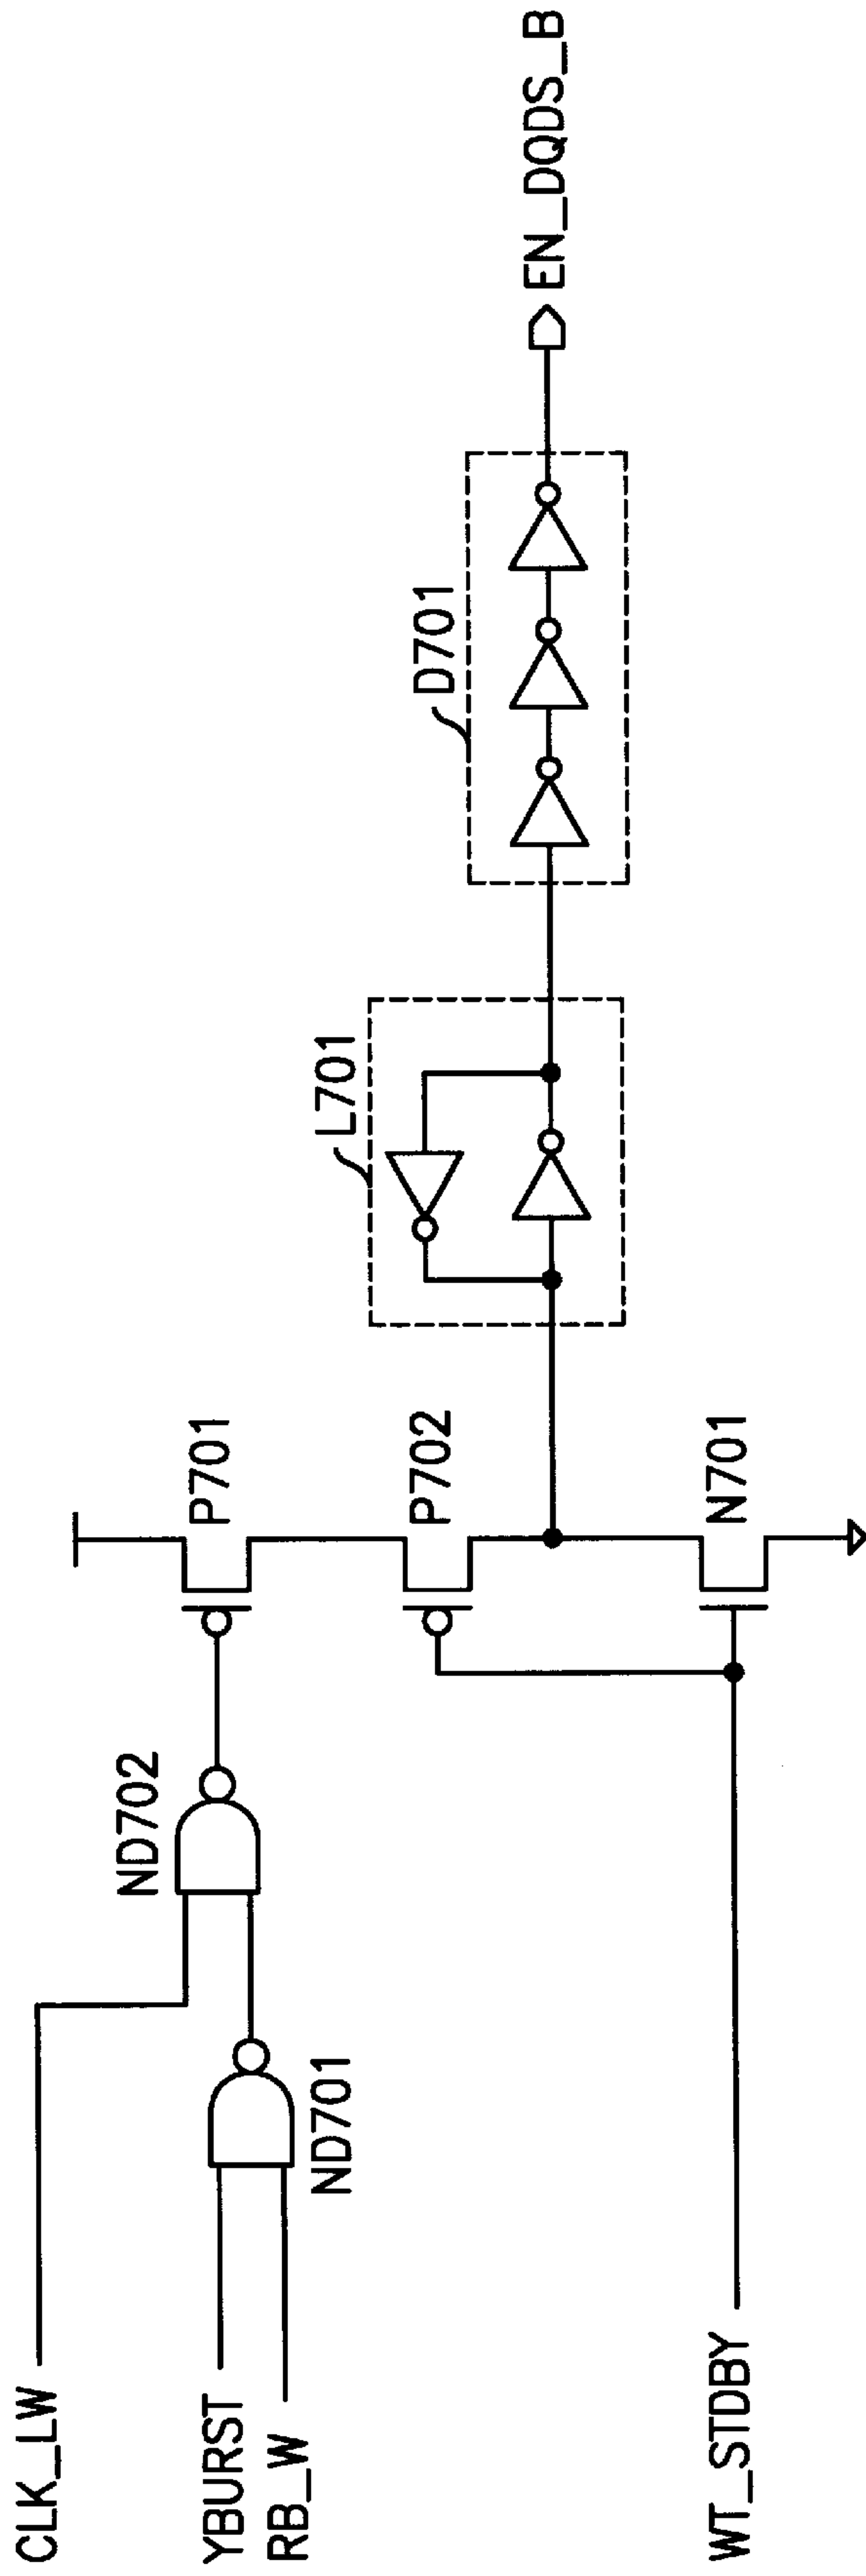 CLK_LW
YBURST
RB_W
ND701
ND702
P701
P702
N701
WT_STDBY
L701
D701
EN_DQDS_B